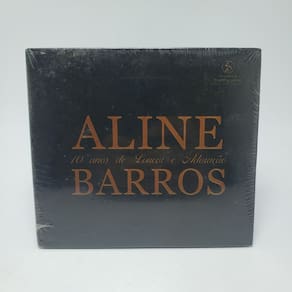 ALINE
10 anos de Louvor e Adoração
BARROS